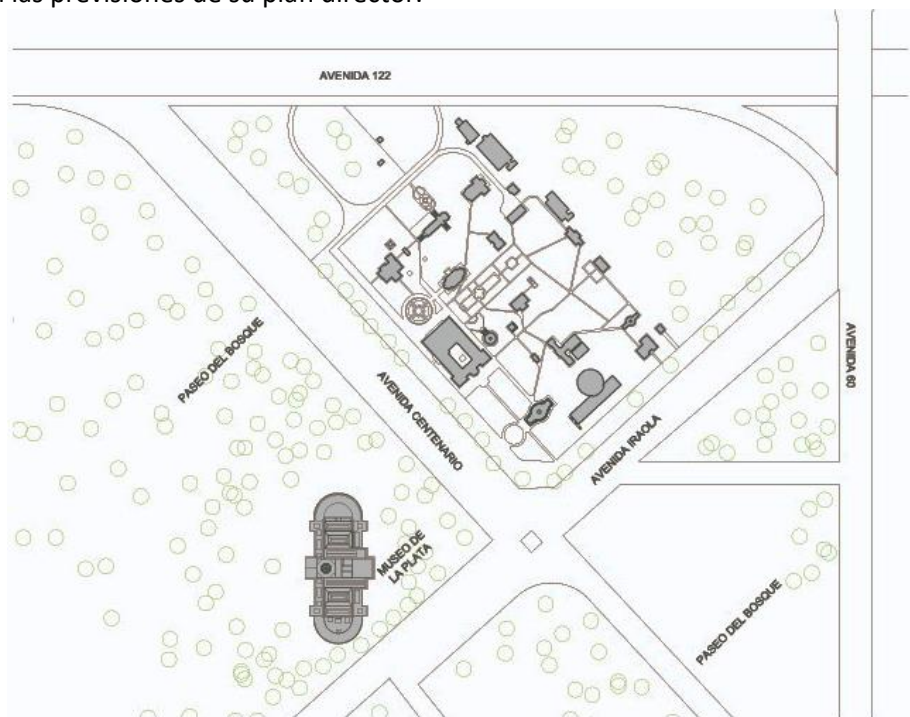 las previsiones de su plan director.
AVENIDA 122
PASEO DEL BOSQUE
AVENIDA CENTENARIO
AVENIDA 60
AVENIDA IRAOLA
MUSEO DE
LA PLATA
PASEO DEL BOSQUE